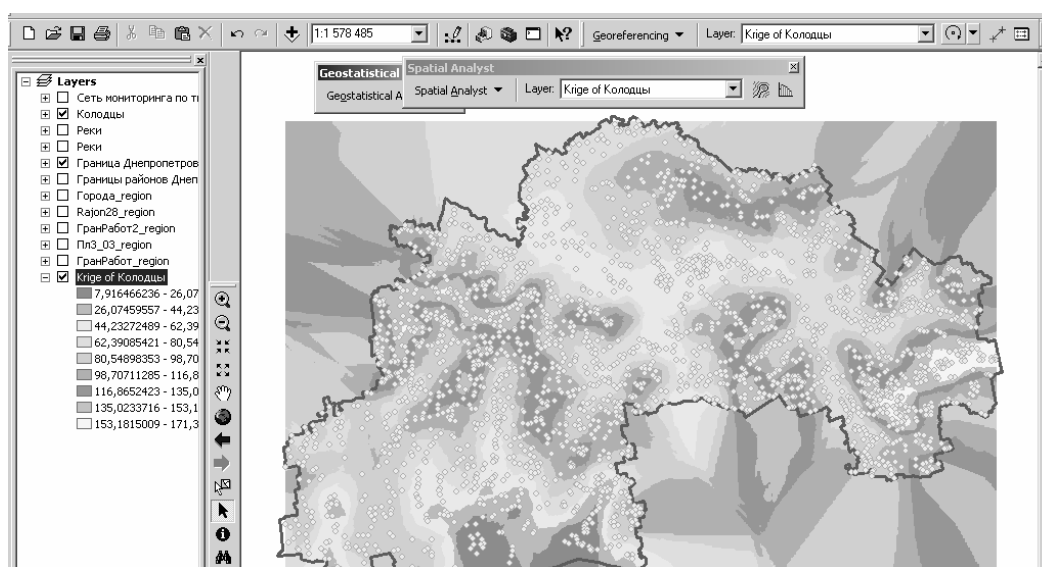 1:1 578 485
Georeferencing
Layer:
Krige of Колодцы
Geostatistical
Geostatistical A
Spatial Analyst
Spatial Analyst
Layer:
Krige of Колодцы
Layers
Сеть мониторинга по ти
Колодцы
Реки
Реки
Граница Днепропетров
Границы районов Днеп
Города_region
Rajon28_region
ГранРабот2_region
Пл3_03_region
ГранРабот_region
Krige of Колодцы
7,916466236 - 26,07
26,07459557 - 44,23
44,23272489 - 62,39
62,39085421 - 80,54
80,54898353 - 98,70
98,70711285 - 116,8
116,8652423 - 135,0
135,0233716 - 153,1
153,1815009 - 171,3